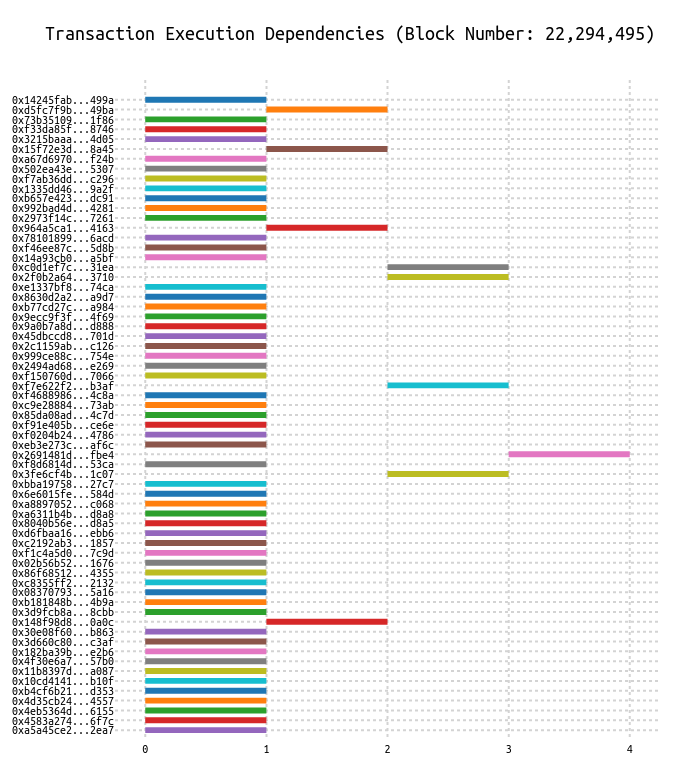 Transaction Execution Dependencies (Block Number: 22,294,495)
0x14245fab...499a
0xd5fc7f9b...49ba
0x73b35109...1f86
0xf33da85f...8746
0x3215baaa...4d05
0x15f72e3d...8a45
0xa67d6970...f24b
0x502ea43e...5307
0xf7ab36dd...c296
0x1335dd46...9a2f
0xb657e423...dc91
0x992bad4d...4281
0x2973f14c...7261
0x964a5ca1...4163
0x78101899...6acd
0xf46ee87c...5d8b
0x14a93cb0...a5bf
0xc0d1ef7c...31ea
0x2f0b2a64...3710
0xe1337bf8...74ca
0x8630d2a2...a9d7
0xb77cd27c...a984
0x9ecc9f3f...4f69
0x9a0b7a8d...d888
0x45dbccd8...701d
0x2c1159ab...c126
0x999ce88c...754e
0x2494ad68...e269
0xf150760d...7066
0xf7e622f2...b3af
0xf4688986...4c8a
0xc9e28884...73ab
0x85da08ad...4c7d
0xf91e405b...ce6e
0xf0204b24...4786
0xeb3e273c...af6c
0x2691481d...fbe4
0xf8d6814d...53ca
0x3fe6cf4b...1c07
0xbba19758...27c7
0x6e6015fe...584d
0xa8897052...c068
0xa6311b4b...d8a8
0x8040b56e...d8a5
0xd6fbaa16...ebb6
0xc2192ab3...1857
0xf1c4a5d0...7c9d
0x02b56b52...1676
0x86f68512...4355
0xc8355ff2...2132
0x08370793...5a16
0xb181848b...4b9a
0x3d9fcb8a...8cbb
0x148f98d8...0a0c
0x30e08f60...b863
0x3d660c80...c3af
0x182ba39b...e2b6
0x4f30e6a7...57b0
0x11b8397d...a087
0x10cd4141...b10f
0xb4cf6b21...d353
0x4d35cb24...4557
0x4eb5364d...6155
0x4583a274...6f7c
0xa5a45ce2...2ea7
0 1 2 3 4